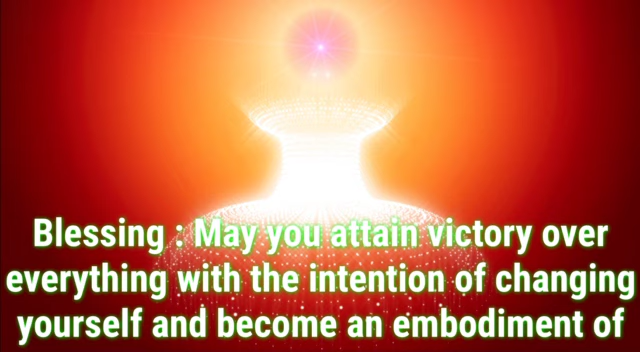 Blessing : May you attain victory over
everything with the intention of changing
yourself and become an embodiment of